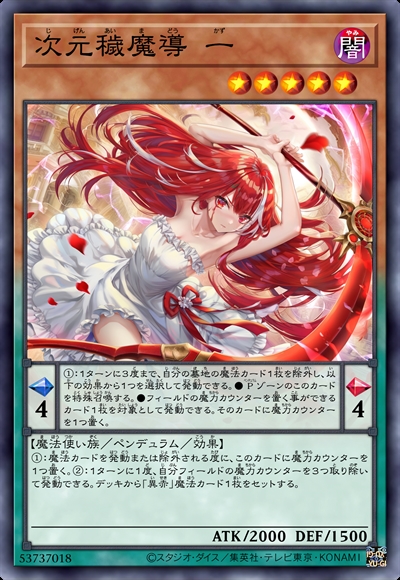 次元穢魔導 一
闇
①：1ターンに3度まで、自分の墓地の魔法カード1枚を除外し、以
下の効果から1つを選択して発動できる。●Pゾーンのこのカード
を特殊召喚する。●フィールドの魔力カウンターを置く事ができる
カード1枚を対象として発動できる。そのカードに魔力カウンター
を1つ置く。
4
4
【魔法使い族／ペンデュラム／効果】
①：魔法カードを発動または除外される度に、このカードに魔力カウンターを
1つ置く。②：1ターンに1度、自分フィールドの魔力カウンターを3つ取り除い
て発動できる。デッキから「異赤」魔法カード1枚をセットする。
ATK/2000 DEF/1500
53737018
©スタジオ・ダイス／集英社・テレビ東京・KONAMI